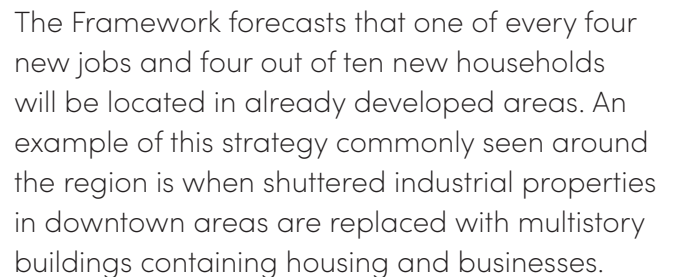 The Framework forecasts that one of every four
new jobs and four out of ten new households
will be located in already developed areas. An
example of this strategy commonly seen around
the region is when shuttered industrial properties
in downtown areas are replaced with multistory
buildings containing housing and businesses.